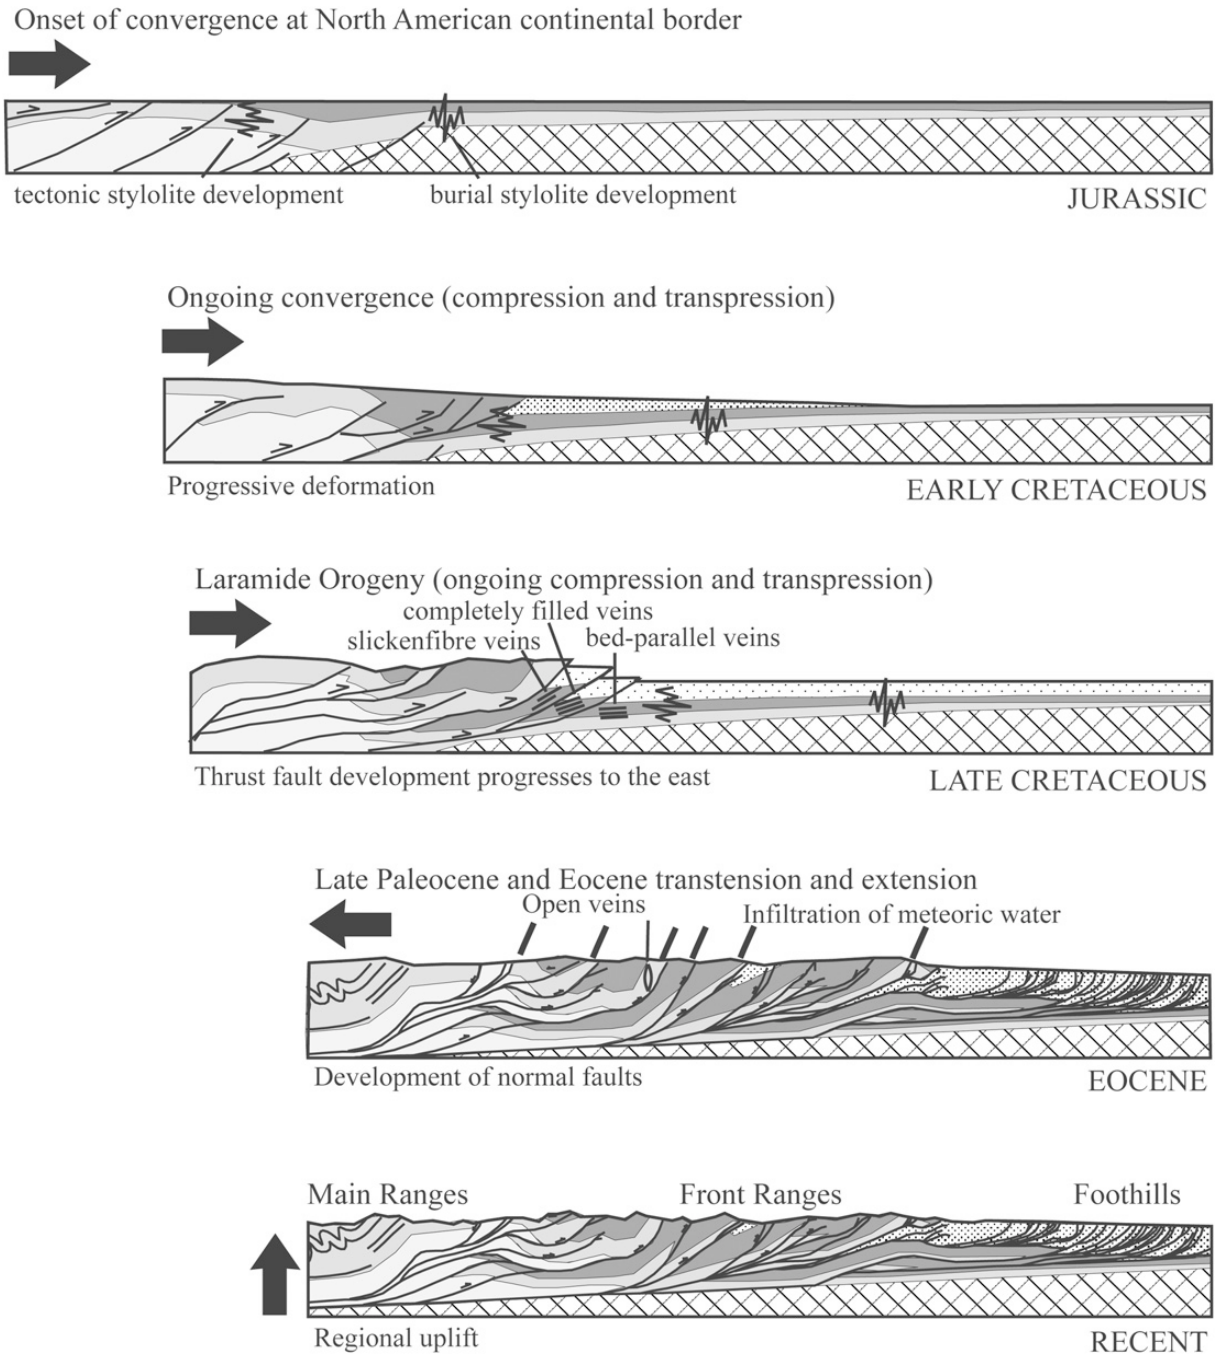 Onset of convergence at North American continental border
tectonic stylolite development
burial stylolite development
JURASSIC
Ongoing convergence (compression and transpression)
Progressive deformation
EARLY CRETACEOUS
Laramide Orogeny (ongoing compression and transpression)
completely filled veins
slickenfibre veins
bed-parallel veins
Thrust fault development progresses to the east
LATE CRETACEOUS
Late Paleocene and Eocene transtension and extension
Open veins
Infiltration of meteoric water
Development of normal faults
EOCENE
Main Ranges
Front Ranges
Foothills
Regional uplift
RECENT